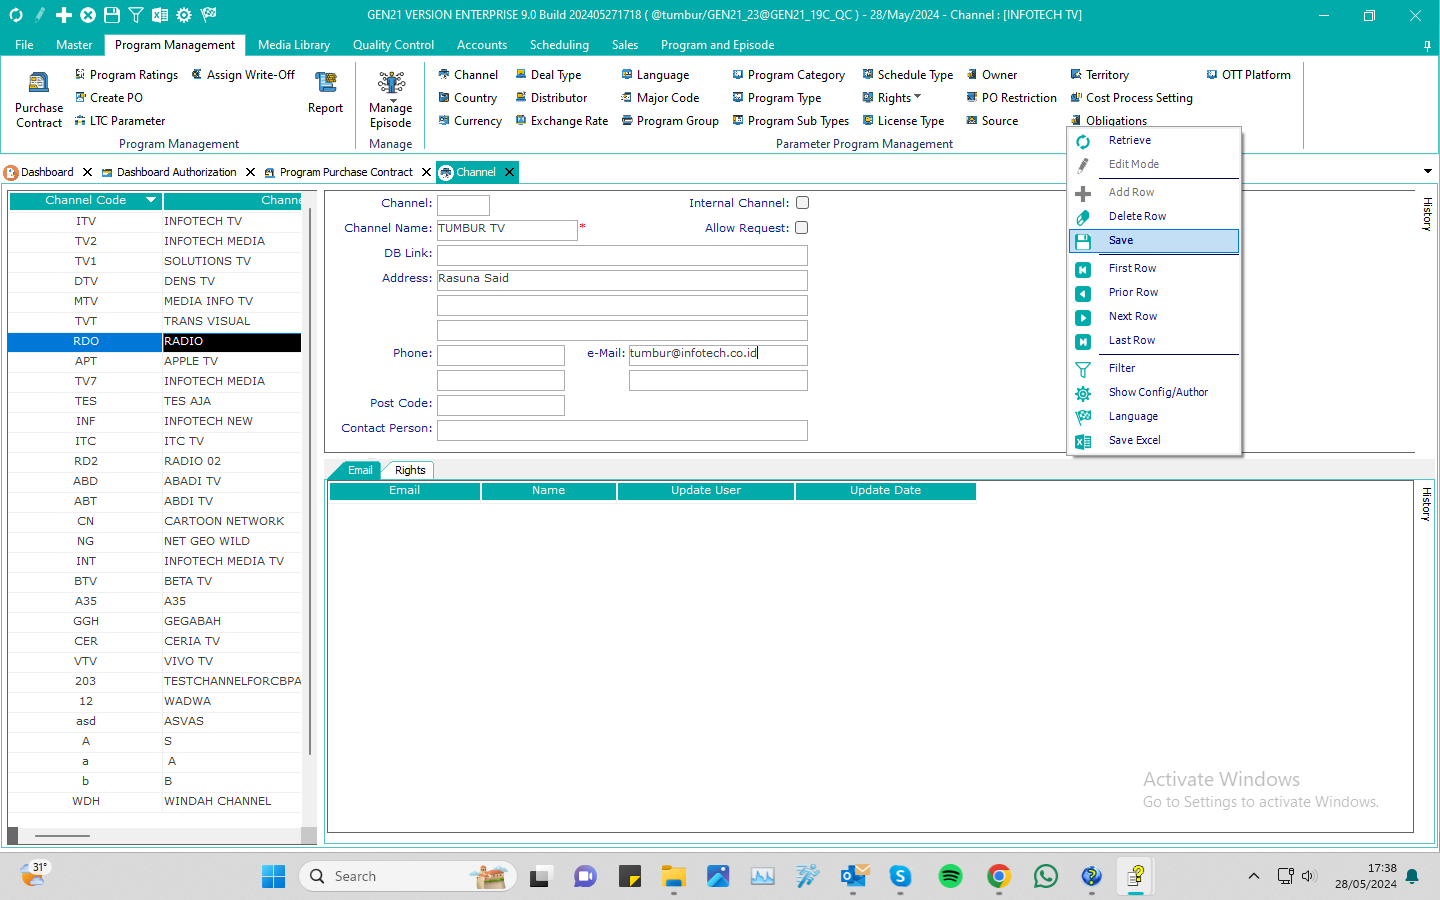 GEN21 VERSION ENTERPRISE 9.0 Build 202405271718 ( @tumbur/GEN21_23@GEN21_19C_QC ) - 28/May/2024 - Channel : [INFOTECH TV]
File Master Program Management Media Library Quality Control Accounts Scheduling Sales Program and Episode
Purchase Contract
Program Ratings
Create PO
LTC Parameter
Assign Write-Off
Report
Program Management
Manage Episode
Manage
Channel
Country
Currency
Deal Type
Distributor
Exchange Rate
Language
Major Code
Program Group
Program Category
Program Type
Program Sub Types
Schedule Type
Rights
License Type
Owner
PO Restriction
Source
Territory
Cost Process Setting
Obligations
OTT Platform
Parameter Program Management
Dashboard Dashboard Authorization Program Purchase Contract Channel
Channel Code Channe
ITV INFOTECH TV
TV2 INFOTECH MEDIA
TV1 SOLUTIONS TV
DTV DENS TV
MTV MEDIA INFO TV
TVT TRANS VISUAL
RDO RADIO
APT APPLE TV
TV7 INFOTECH MEDIA
TES TES AJA
INF INFOTECH NEW
ITC ITC TV
RD2 RADIO 02
ABD ABADI TV
ABT ABDI TV
CN CARTOON NETWORK
NG NET GEO WILD
INT INFOTECH MEDIA TV
BTV BETA TV
A35 A35
GGH GEGABAH
CER CERIA TV
VTV VIVO TV
203 TESTCHANNELFORCBPA
12 WADWA
asd ASVAS
A S
a A
b B
WDH WINDAH CHANNEL
Channel: Internal Channel:
Channel Name: TUMBUR TV * Allow Request:
DB Link:
Address: Rasuna Said
Phone: e-Mail: tumbur@infotech.co.id
Post Code:
Contact Person:
History
Retrieve
Edit Mode
Add Row
Delete Row
Save
First Row
Prior Row
Next Row
Last Row
Filter
Show Config/Author
Language
Save Excel
Email Rights
Email Name Update User Update Date
History
Activate Windows
Go to Settings to activate Windows.
31°
Search
17:38
28/05/2024